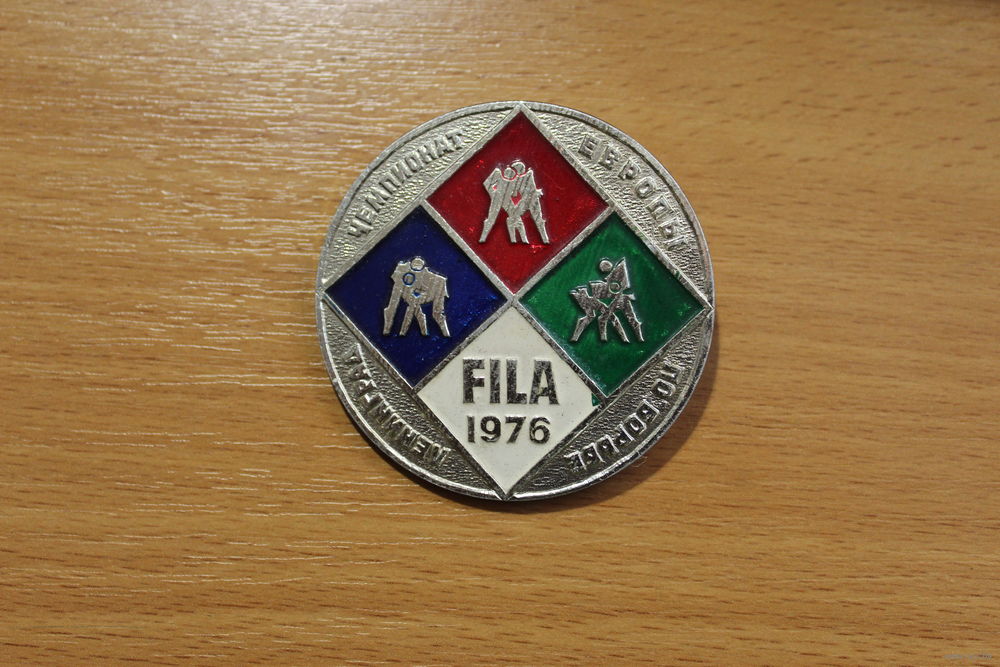 ЧЕМПИОНАТ
ЕВРОПЫ
ПО БОРЬБЕ
ЛЕНИНГРАД
FILA
1976